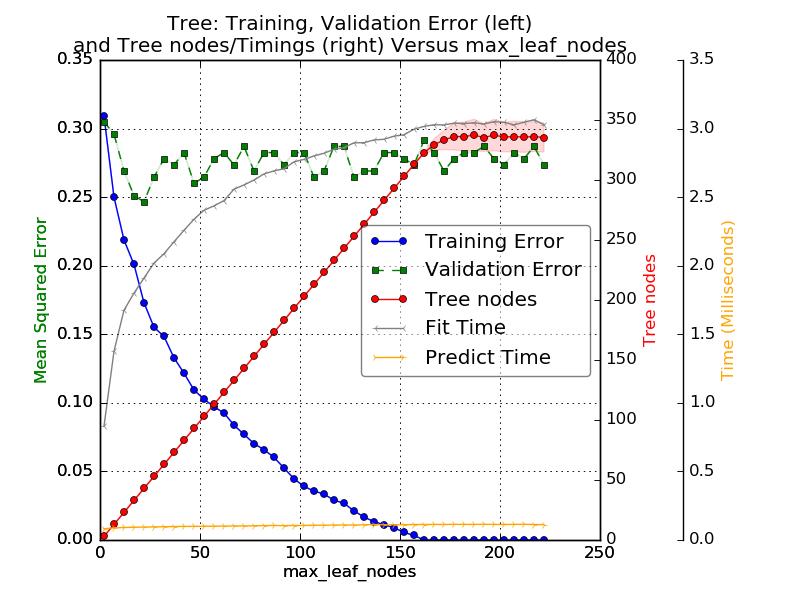 Tree: Training, Validation Error (left)
and Tree nodes/Timings (right) Versus max_leaf_nodes
0.35
0.30
0.25
0.20
0.15
0.10
0.05
0.00
Mean Squared Error
0
50
100
150
200
250
max_leaf_nodes
Training Error
Validation Error
Tree nodes
Fit Time
Predict Time
400
350
300
250
200
150
100
50
0
Tree nodes
3.5
3.0
2.5
2.0
1.5
1.0
0.5
0.0
Time (Milliseconds)